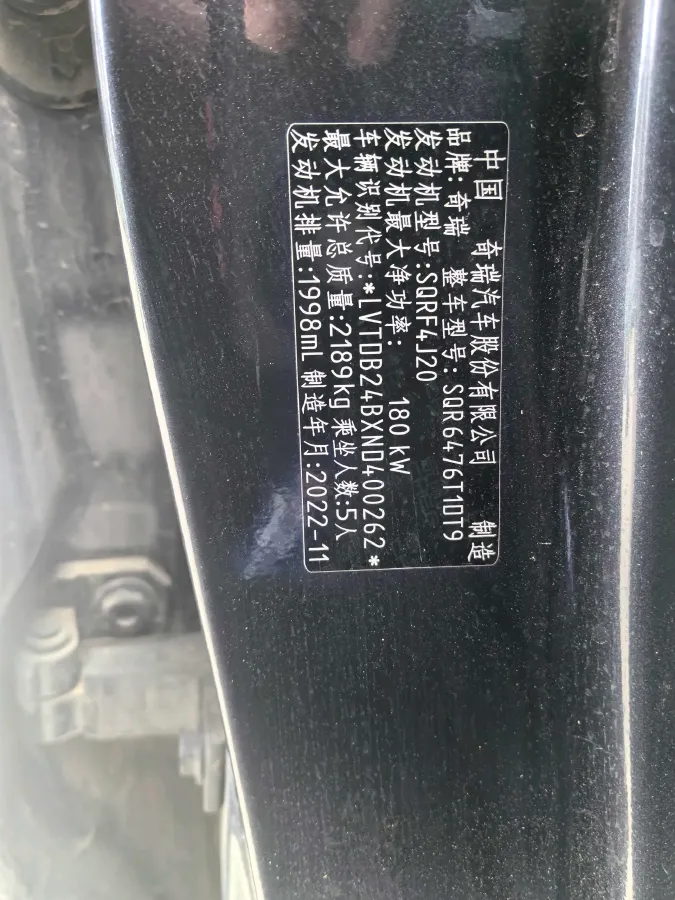 中国 奇瑞汽车股份有限公司 制造
品牌: 奇瑞 整车型号: SQR6476T1DT9
发动机型号:SQRF4J20
发动机最大净功率: 180 kW
车辆识别代号:*LVTDB24BXND400262*
最大允许总质量:2189kg 乘坐人数:5人
发动机排量:1998mL 制造年月:2022-11